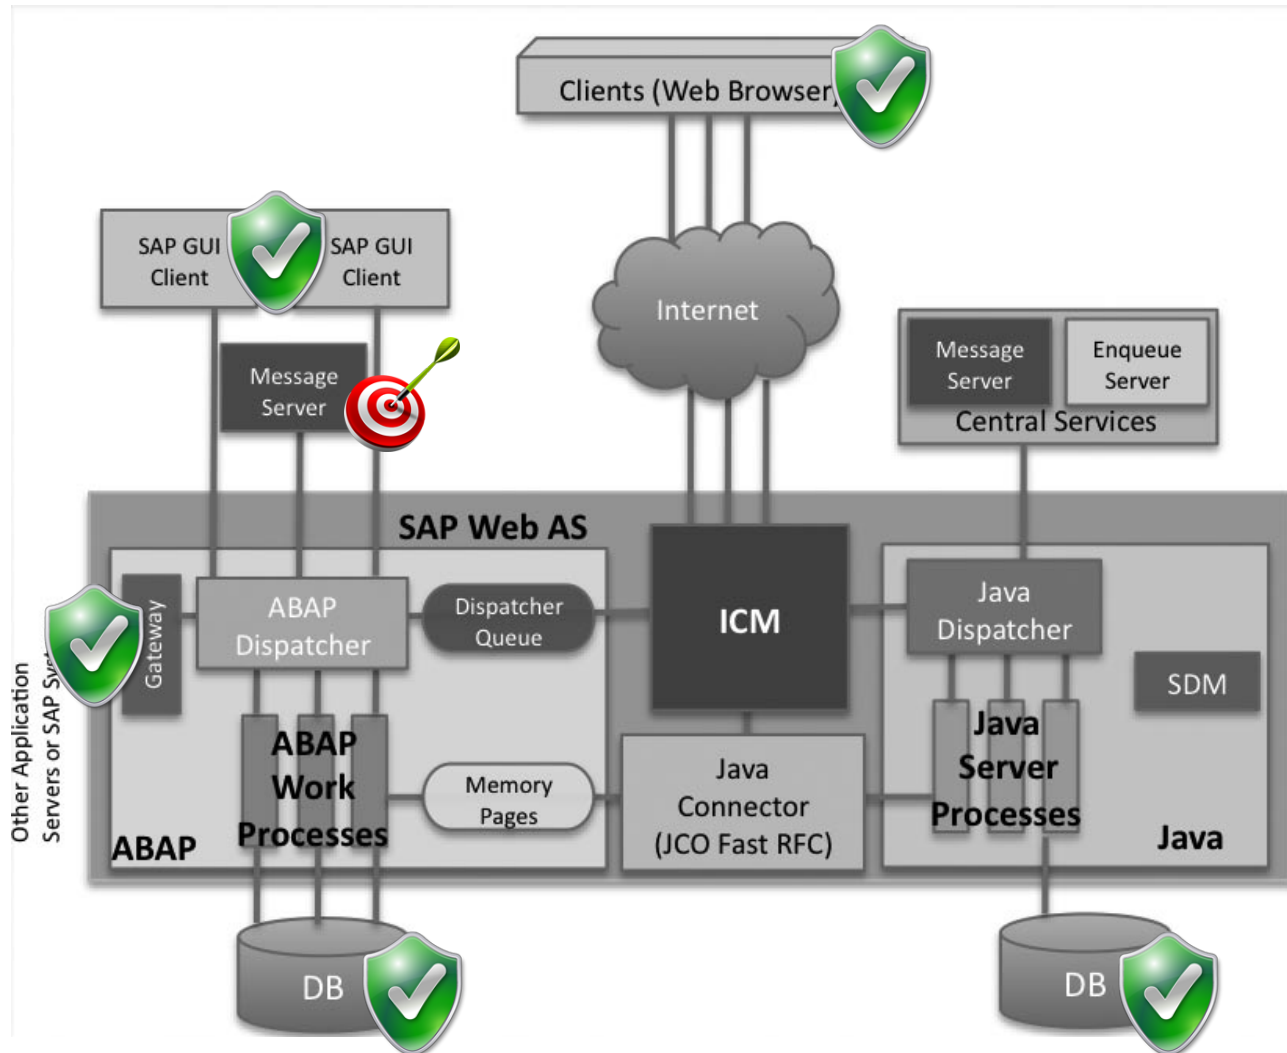 Clients (Web Browser)
SAP GUI
Client
SAP GUI
Client
Internet
Message
Server
Message
Server
Enqueue
Server
Central Services
SAP Web AS
Gateway
ABAP
Dispatcher
Dispatcher
Queue
ICM
Java
Dispatcher
SDM
Other Application
Servers or SAP Syst
ABAP
Work
Processes
Memory
Pages
Java
Connector
(JCO Fast RFC)
Java
Server
Processes
ABAP
Java
DB
DB